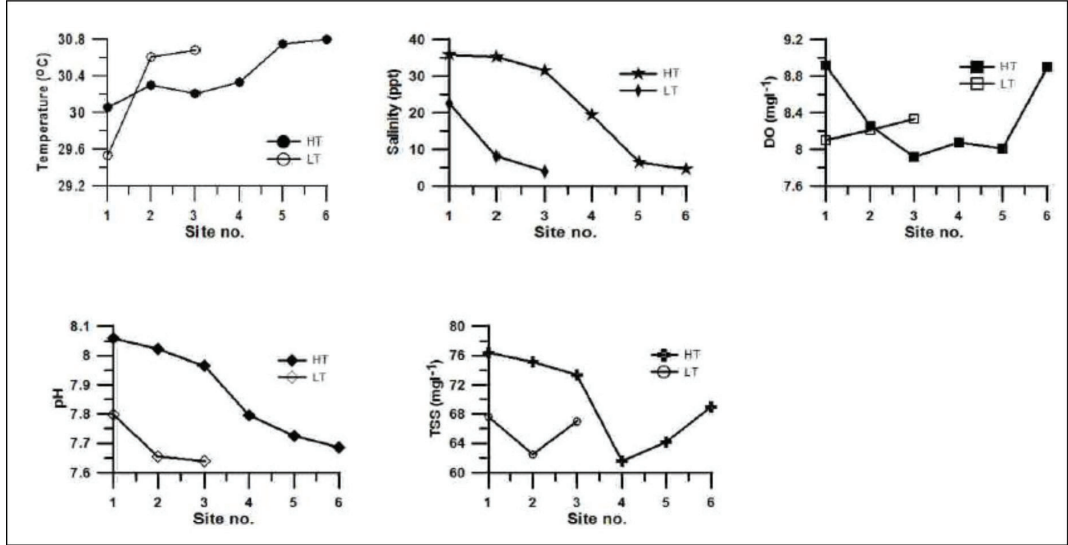 30.8
30.4
30
29.6
29.2
Temperature (ºC)
HT
LT
1 2 3 4 5 6
Site no.
40
30
20
10
0
Salinity (ppt)
HT
LT
1 2 3 4 5 6
Site no.
9.2
8.8
8.4
8
7.6
DO (mgl⁻¹)
HT
LT
1 2 3 4 5 6
Site no.
8.1
8
7.9
7.8
7.7
7.6
pH
HT
LT
1 2 3 4 5 6
Site no.
80
76
72
68
64
60
TSS (mgl⁻¹)
HT
LT
1 2 3 4 5 6
Site no.